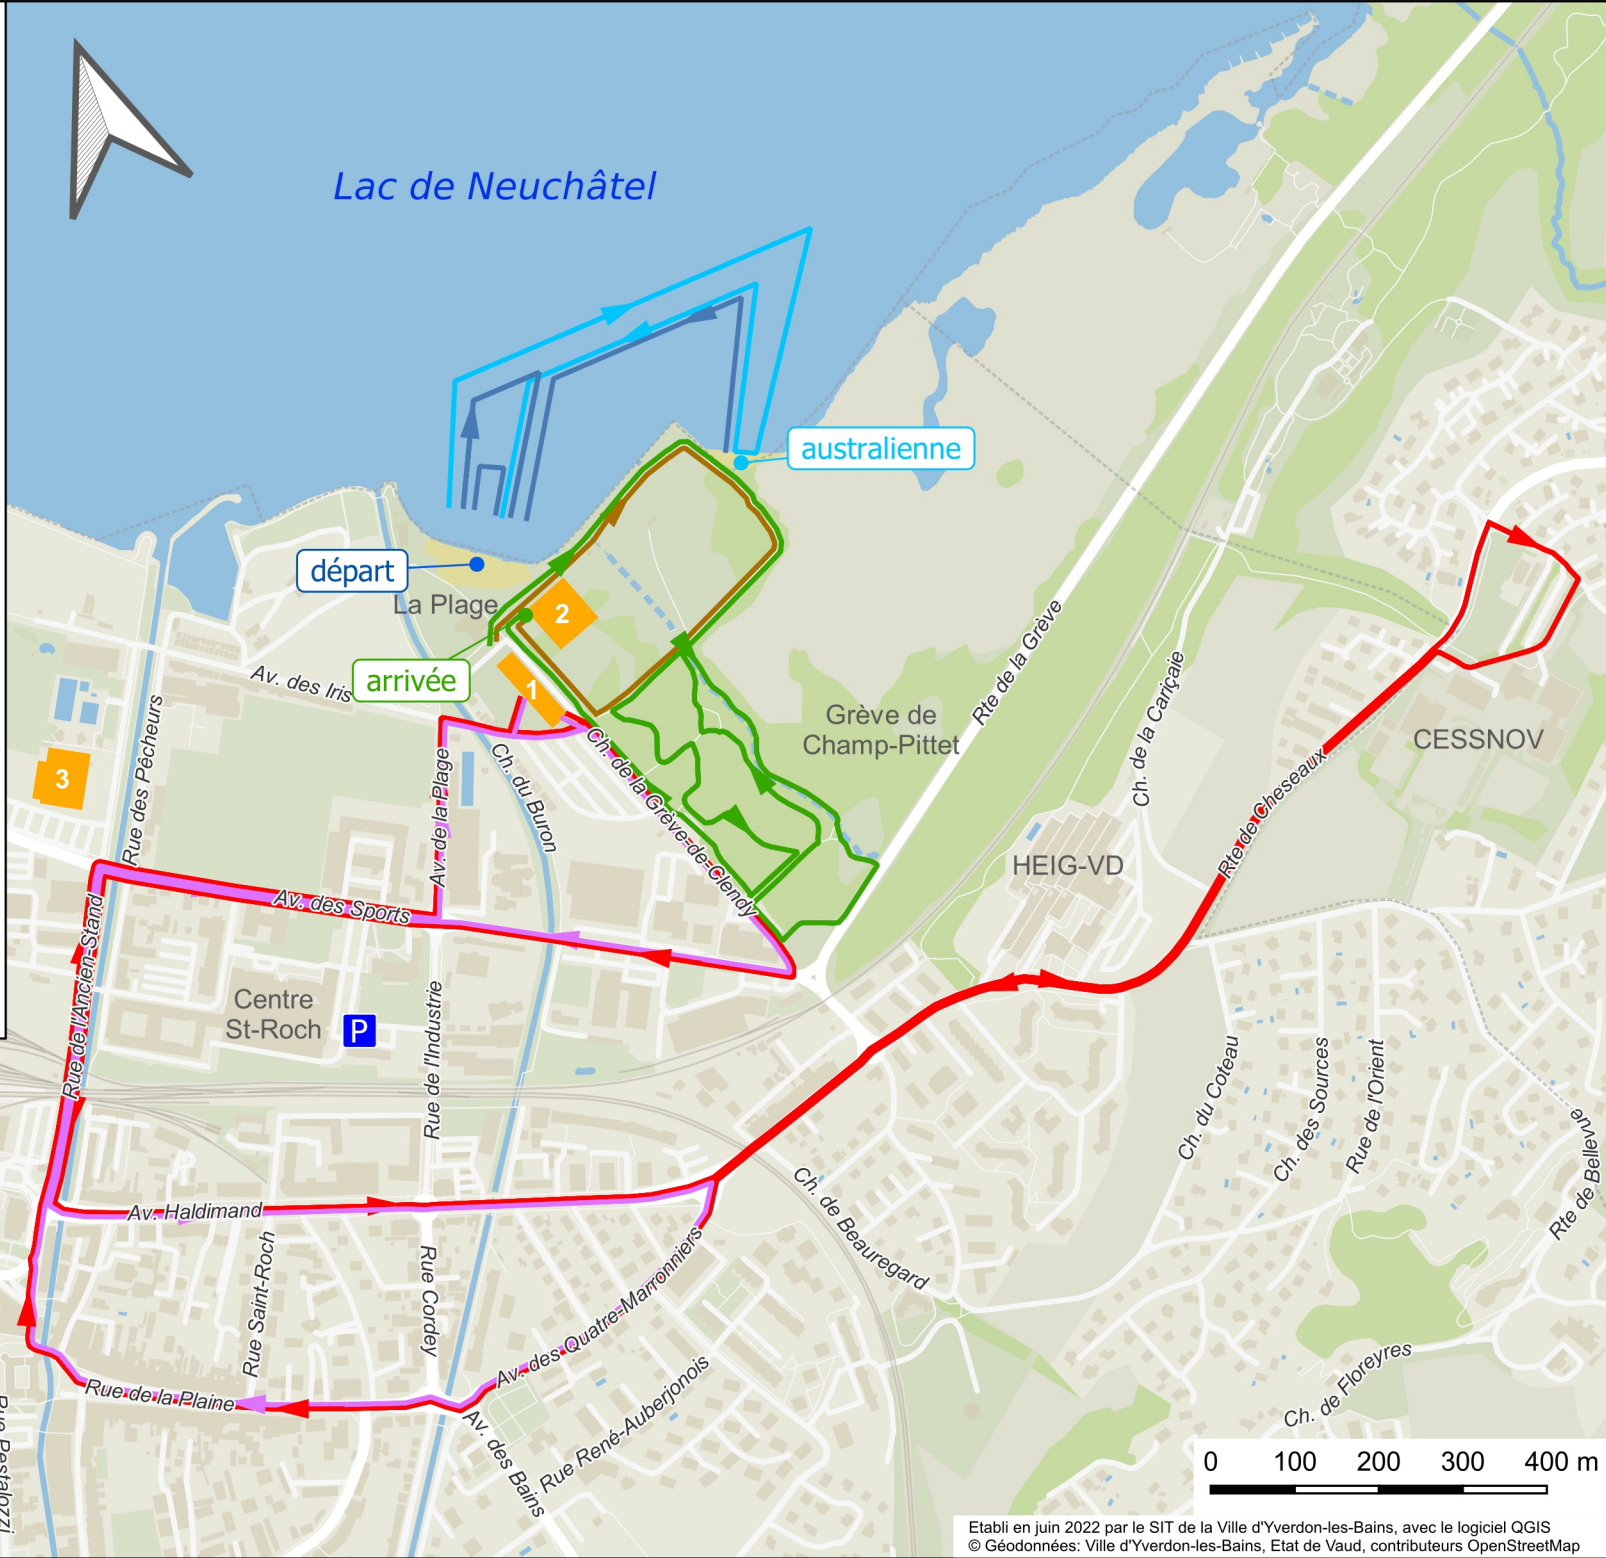 Lac de Neuchâtel
australienne
départ
La Plage
2
arrivée
1
Av. des Iris
3
Rue des Pêcheurs
Av. de la Plage
Ch. du Buron
Ch. de la Grève-de-Clendy
Grève de
Champ-Pittet
Rte de la Grève
Ch. de la Cariçaie
CESSNOV
Rte de Cheseaux
HEIG-VD
Av. des Sports
Rue de l'Ancien-Stand
Centre
St-Roch
P
Rue de l'Industrie
Ch. du Coteau
Ch. des Sources
Rue de l'Orient
Rte de Bellevue
Av. Haldimand
Ch. de Beauregard
Rue Saint-Roch
Rue Cordey
Av. des Quatre-Marronniers
Rue de la Plaine
Av. des Bains
Rue René-Auberjonois
Ch. de Floreyres
Rue Pestalozzi
0 100 200 300 400 m
Etabli en juin 2022 par le SIT de la Ville d'Yverdon-les-Bains, avec le logiciel QGIS
© Géodonnées: Ville d'Yverdon-les-Bains, Etat de Vaud, contributeurs OpenStreetMap